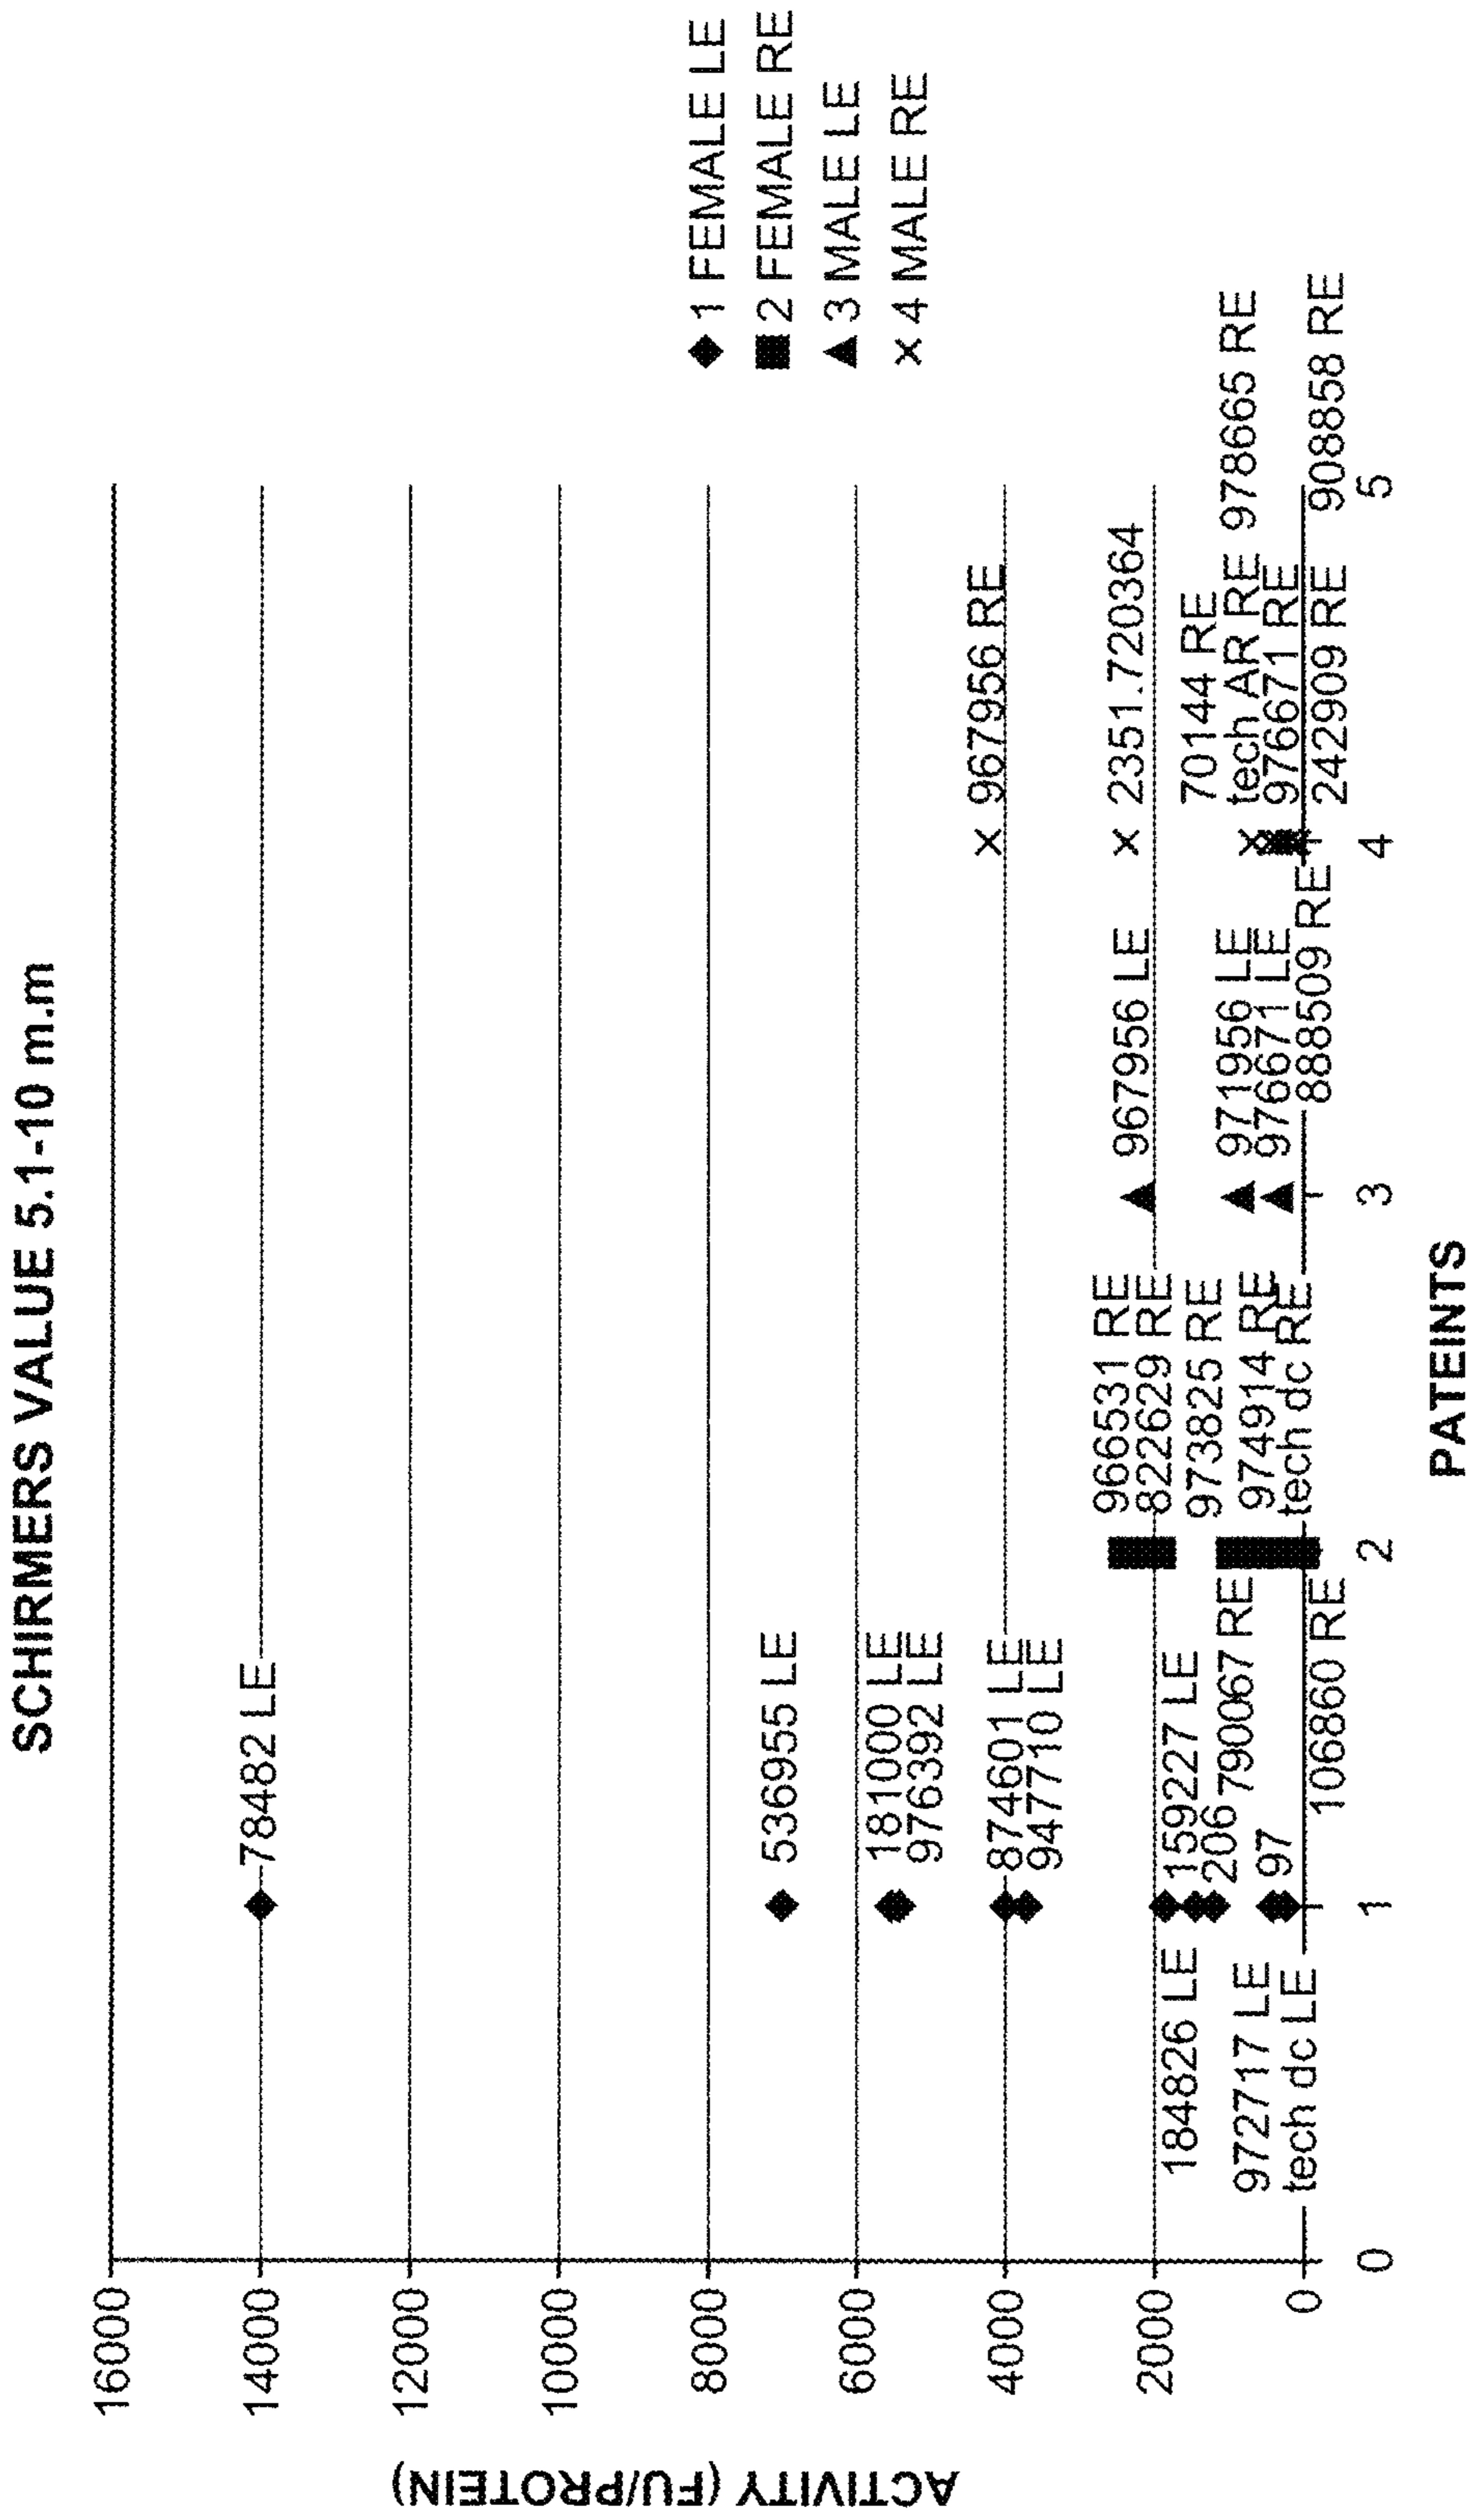 SCHIRMERS VALUE 5.1-10 m.m
ACTIVITY (FU/PROTEIN)
16000
14000
12000
10000
8000
6000
4000
2000
0
78482 LE
536955 LE
181000 LE
976392 LE
874601 LE
947710 LE
159227 LE
184826 LE
206
790067 RE
972717 LE
97
tech dc LE
106860 RE
966531 RE
822629 RE
973825 RE
974914 RE
tech dc RE
967956 LE
971956 LE
976671 LE
888509 RE
967956 RE
2351.720364
70144 RE
tech AR RE
978665 RE
976671 RE
242909 RE
908858 RE
0
1
2
3
4
5
PATEINTS
1 FEMALE LE
2 FEMALE RE
3 MALE LE
4 MALE RE